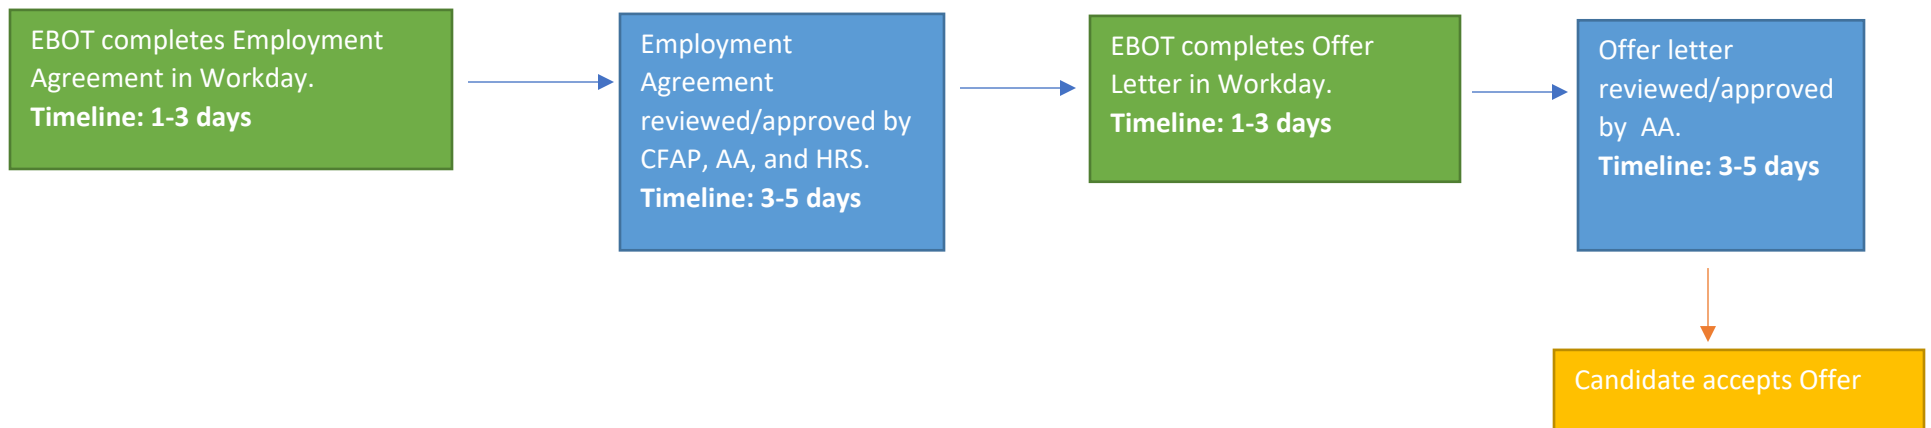 EBOT completes Employment
Agreement in Workday.
Timeline: 1-3 days
Employment
Agreement
reviewed/approved by
CFAP, AA, and HRS.
Timeline: 3-5 days
EBOT completes Offer
Letter in Workday.
Timeline: 1-3 days
Offer letter
reviewed/approved
by  AA.
Timeline: 3-5 days
Candidate accepts Offer